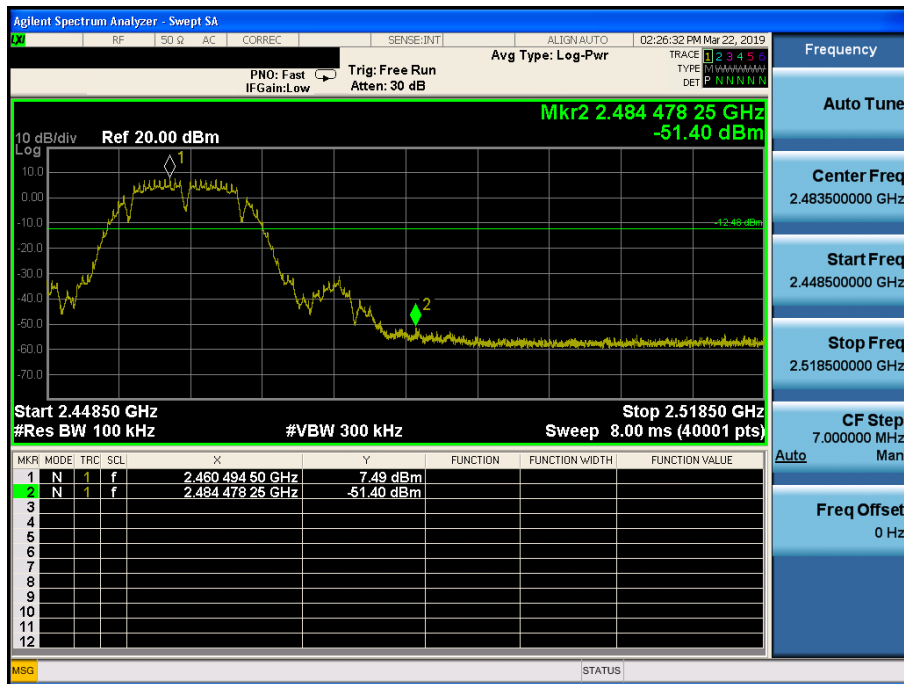 Agilent Spectrum Analyzer - Swept SA
LXI RF 50 Ω AC CORREC SENSE:INT ALIGN AUTO 02:26:32 PM Mar 22, 2019
Avg Type: Log-Pwr
TRACE 1 2 3 4 5 6
PNO: Fast Trig: Free Run
TYPE MWWWWW
IFGain:Low Atten: 30 dB
DET P N N N N N
Mkr2 2.484 478 25 GHz
-51.40 dBm
10 dB/div Ref 20.00 dBm
Log
1
10.0
0.00
-10.0
-12.48 dBm
-20.0
-30.0
-40.0
2
-50.0
-60.0
-70.0
Start 2.44850 GHz Stop 2.51850 GHz
#Res BW 100 kHz #VBW 300 kHz Sweep 8.00 ms (40001 pts)
MKR MODE TRC SCL X Y FUNCTION FUNCTION WIDTH FUNCTION VALUE
1 N 1 f 2.460 494 50 GHz 7.49 dBm
2 N 1 f 2.484 478 25 GHz -51.40 dBm
3
4
5
6
7
8
9
10
11
12
MSG STATUS
Frequency
Auto Tune
Center Freq
2.483500000 GHz
Start Freq
2.448500000 GHz
Stop Freq
2.518500000 GHz
CF Step
7.000000 MHz
Auto Man
Freq Offset
0 Hz